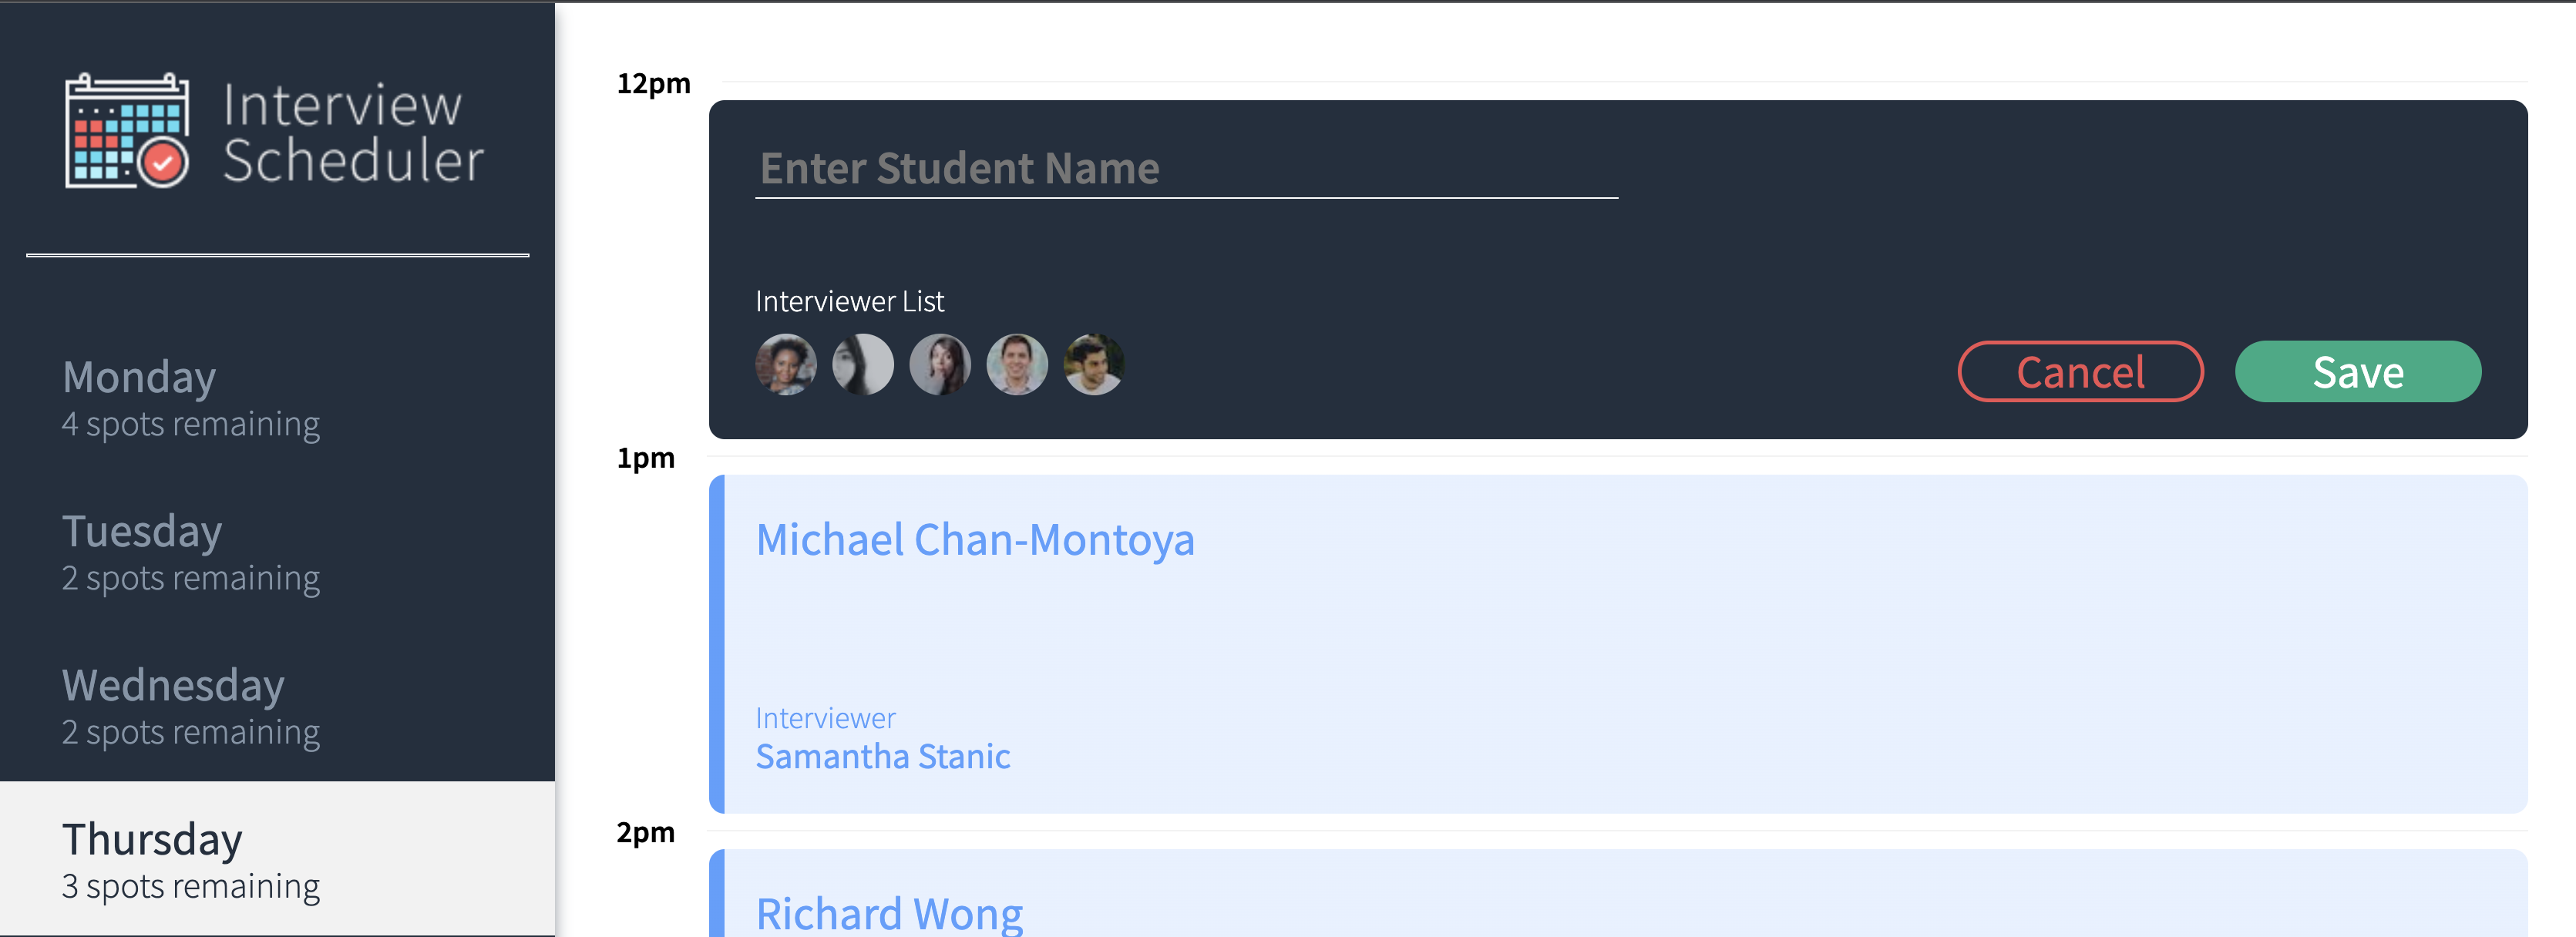 Interview
Scheduler
Monday
4 spots remaining
Tuesday
2 spots remaining
Wednesday
2 spots remaining
Thursday
3 spots remaining
12pm
Enter Student Name
Interviewer List
Cancel
Save
1pm
Michael Chan-Montoya
Interviewer
Samantha Stanic
2pm
Richard Wong